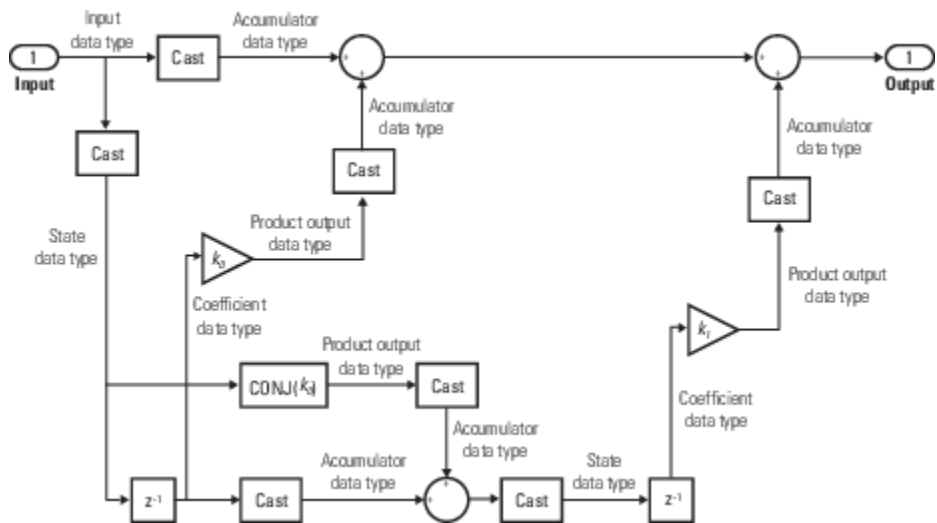 Input
data type
Accumulator
data type
1
Input
Cast
+
+
+
+
1
Output
Cast
Accumulator
data type
Accumulator
data type
Cast
Cast
State
data type
Product output
data type
k₀
Product output
data type
Coefficient
data type
k₁
Product output
data type
CONJ(k₀)
Cast
Coefficient
data type
Accumulator
data type
Accumulator
data type
State
data type
z⁻¹
Cast
+
+
Cast
z⁻¹